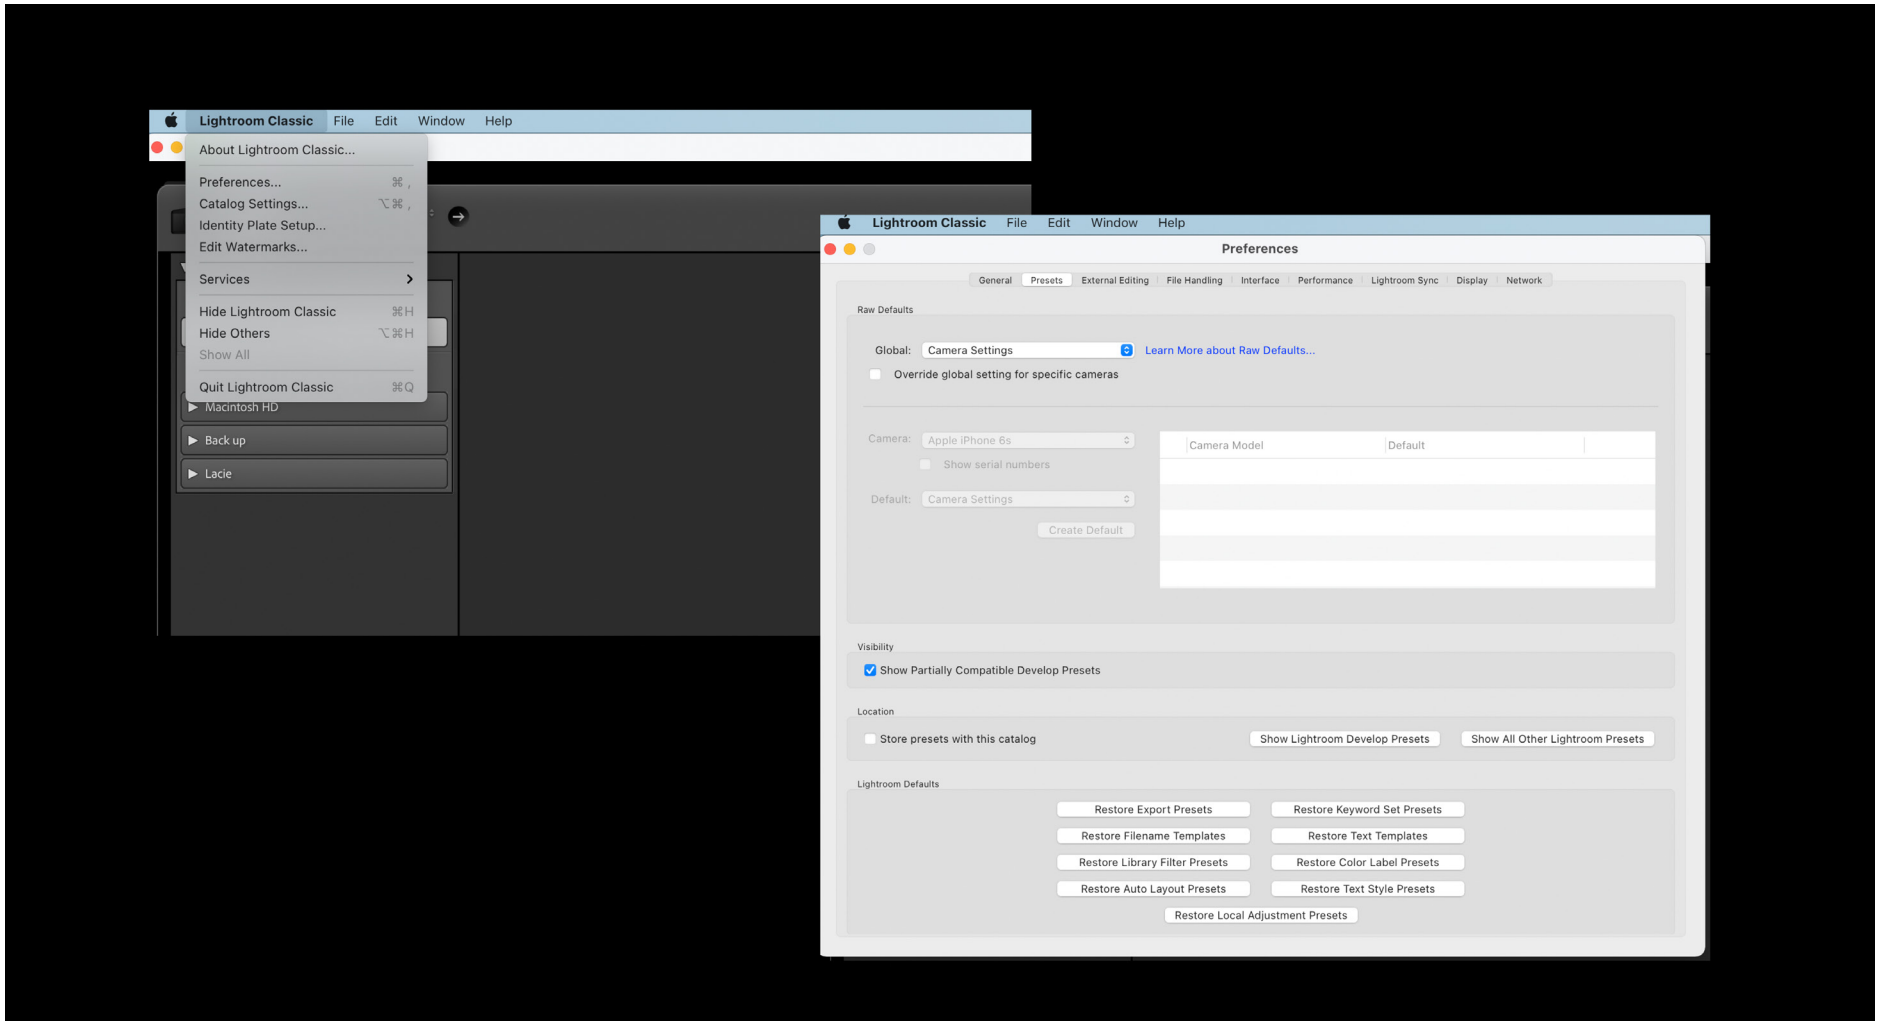 Lightroom Classic File Edit Window Help
About Lightroom Classic...
Preferences... ⌘ ,
Catalog Settings... ⌥⌘ ,
Identity Plate Setup...
Edit Watermarks...
Services
Hide Lightroom Classic ⌘H
Hide Others ⌥⌘H
Show All
Quit Lightroom Classic ⌘Q
Macintosh HD
Back up
Lacie
Lightroom Classic File Edit Window Help
Preferences
General Presets External Editing File Handling Interface Performance Lightroom Sync Display Network
Raw Defaults
Global: Camera Settings Learn More about Raw Defaults...
Override global setting for specific cameras
Camera: Apple iPhone 6s
Show serial numbers
Default: Camera Settings
Create Default
Camera Model Default
Visibility
Show Partially Compatible Develop Presets
Location
Store presets with this catalog Show Lightroom Develop Presets Show All Other Lightroom Presets
Lightroom Defaults
Restore Export Presets Restore Keyword Set Presets
Restore Filename Templates Restore Text Templates
Restore Library Filter Presets Restore Color Label Presets
Restore Auto Layout Presets Restore Text Style Presets
Restore Local Adjustment Presets